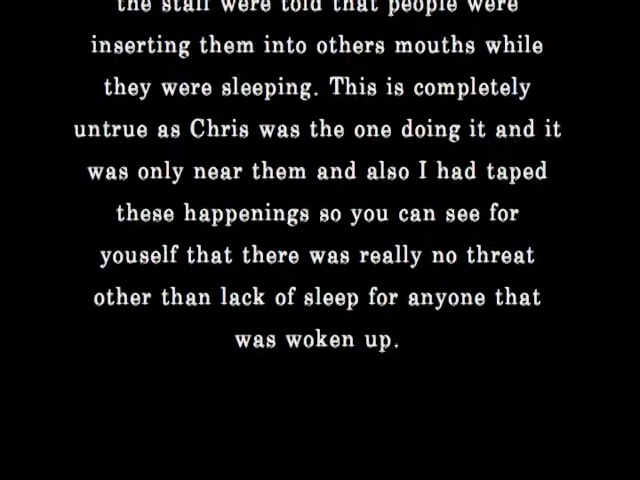 the staff were told that people were
inserting them into others mouths while
they were sleeping. This is completely
untrue as Chris was the one doing it and it
was only near them and also I had taped
these happenings so you can see for
youself that there was really no threat
other than lack of sleep for anyone that
was woken up.